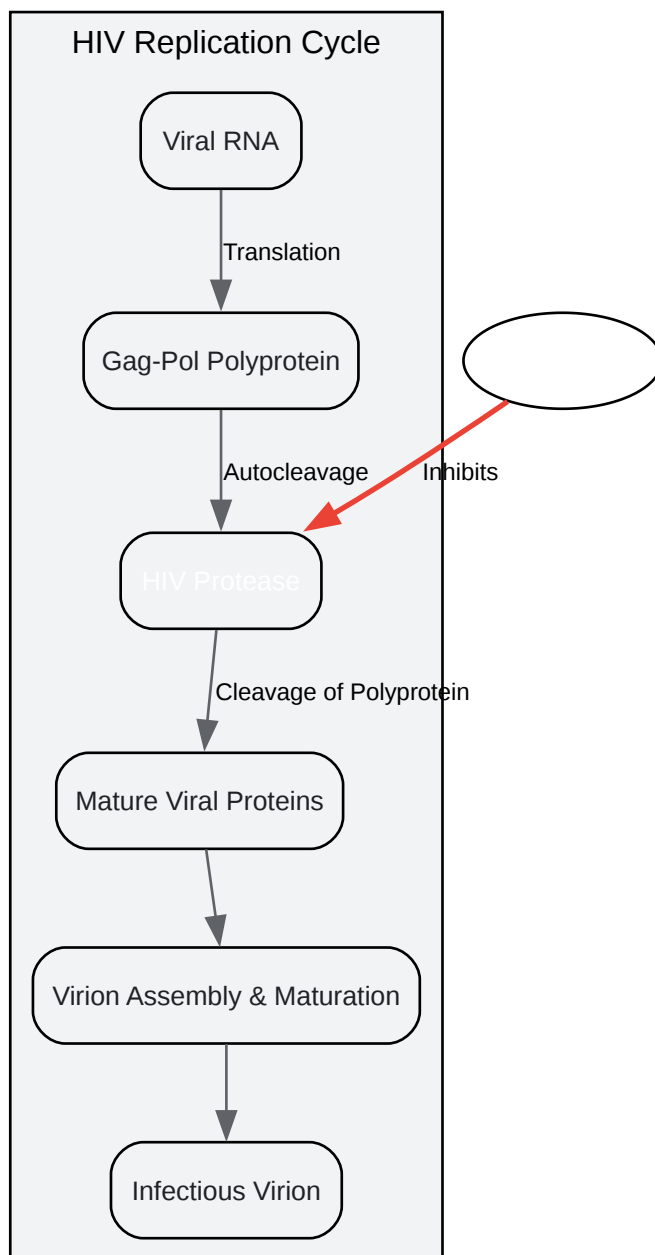 HIV Replication Cycle
Viral RNA
Translation
Gag-Pol Polyprotein
Autocleavage
Inhibits
HIV Protease
Cleavage of Polyprotein
Mature Viral Proteins
Virion Assembly & Maturation
Infectious Virion